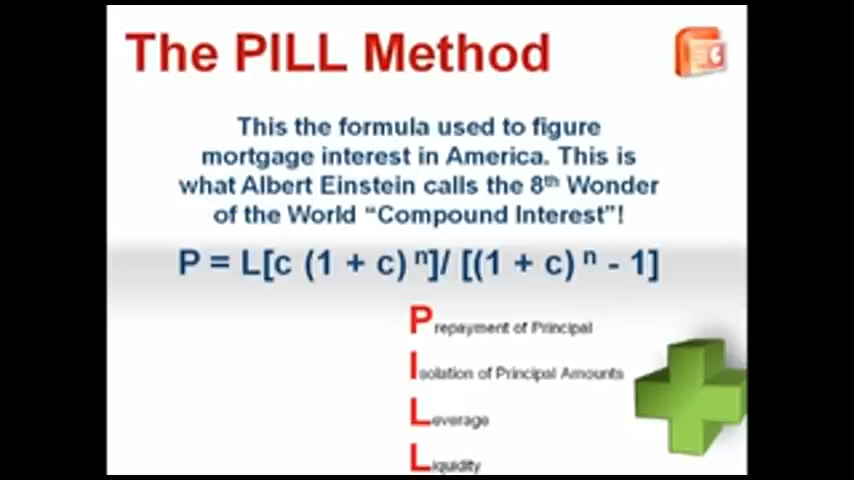 The PILL Method
This the formula used to figure
mortgage interest in America. This is
what Albert Einstein calls the 8th Wonder
of the World “Compound Interest”!
P = L[c (1 + c) n]/ [(1 + c) n - 1]
Prepayment of Principal
Isolation of Principal Amounts
Leverage
Liquidity